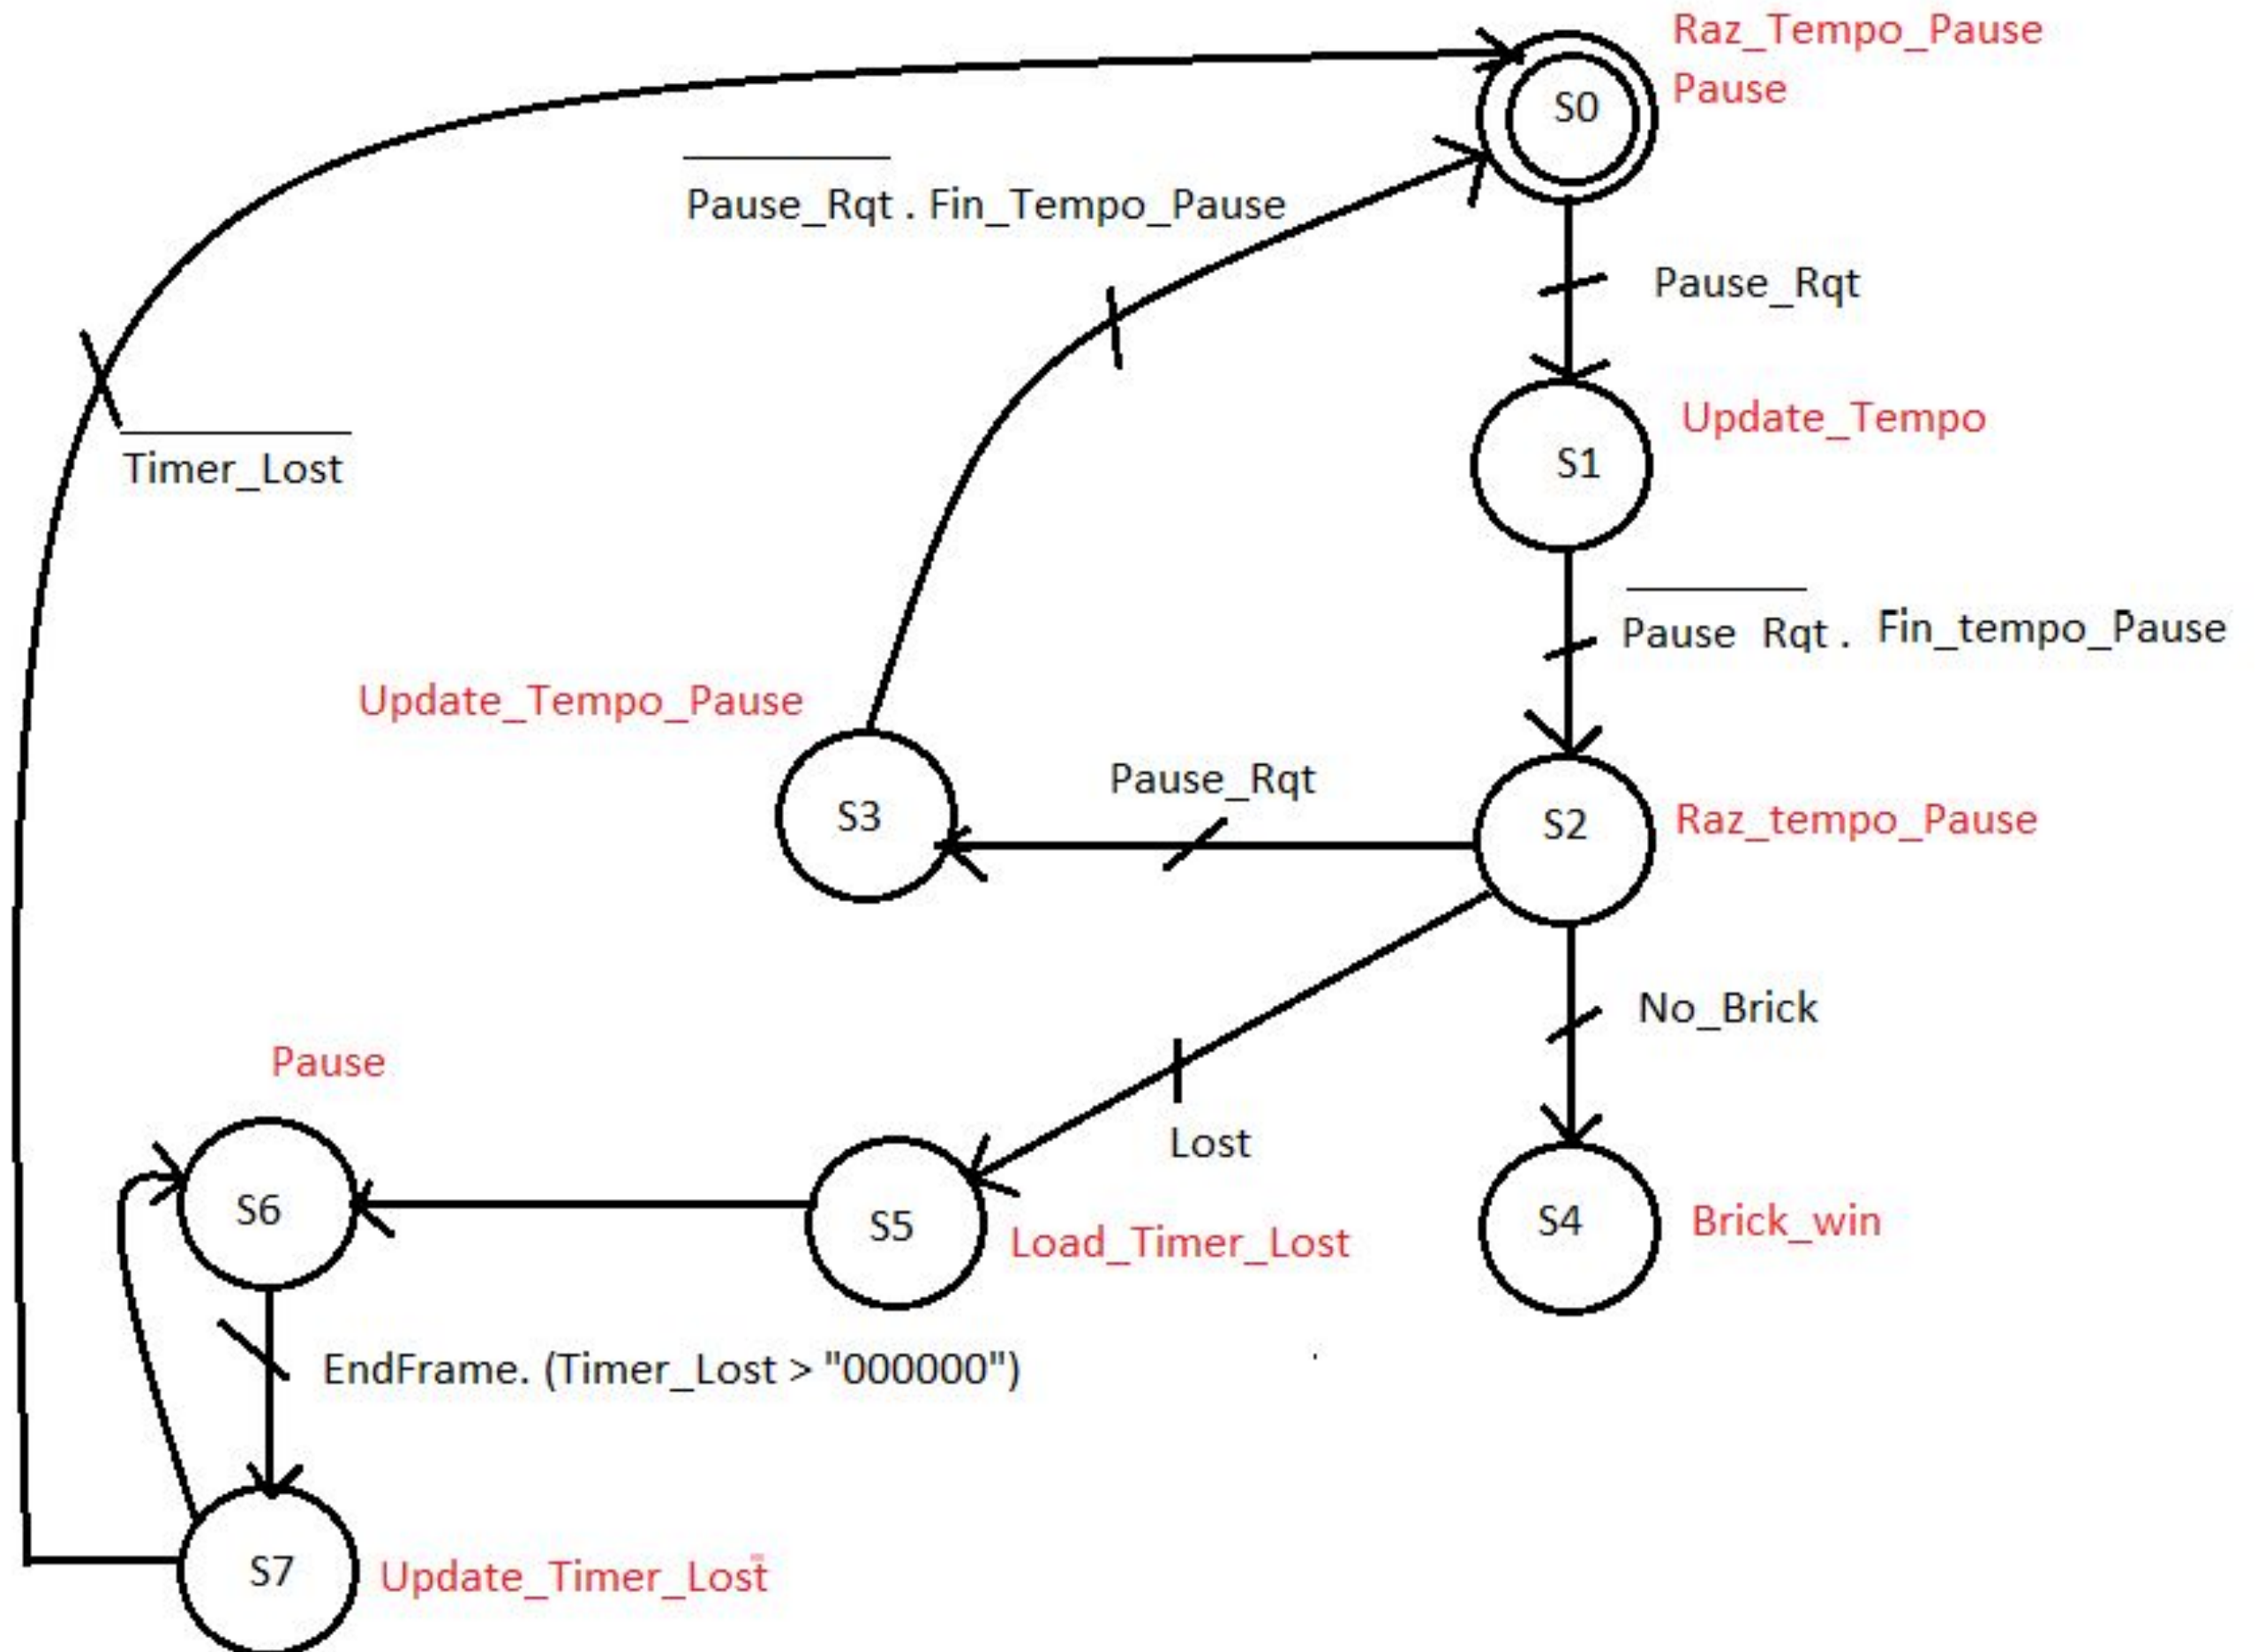 Raz_Tempo_Pause
Pause
S0
Pause_Rqt . Fin_Tempo_Pause
Pause_Rqt
Update_Tempo
S1
Timer_Lost
Pause Rqt . Fin_tempo_Pause
Update_Tempo_Pause
Pause_Rqt
S3
S2
Raz_tempo_Pause
No_Brick
Pause
Lost
S6
S5
Load_Timer_Lost
S4
Brick_win
EndFrame. (Timer_Lost > "000000")
S7
Update_Timer_Lost